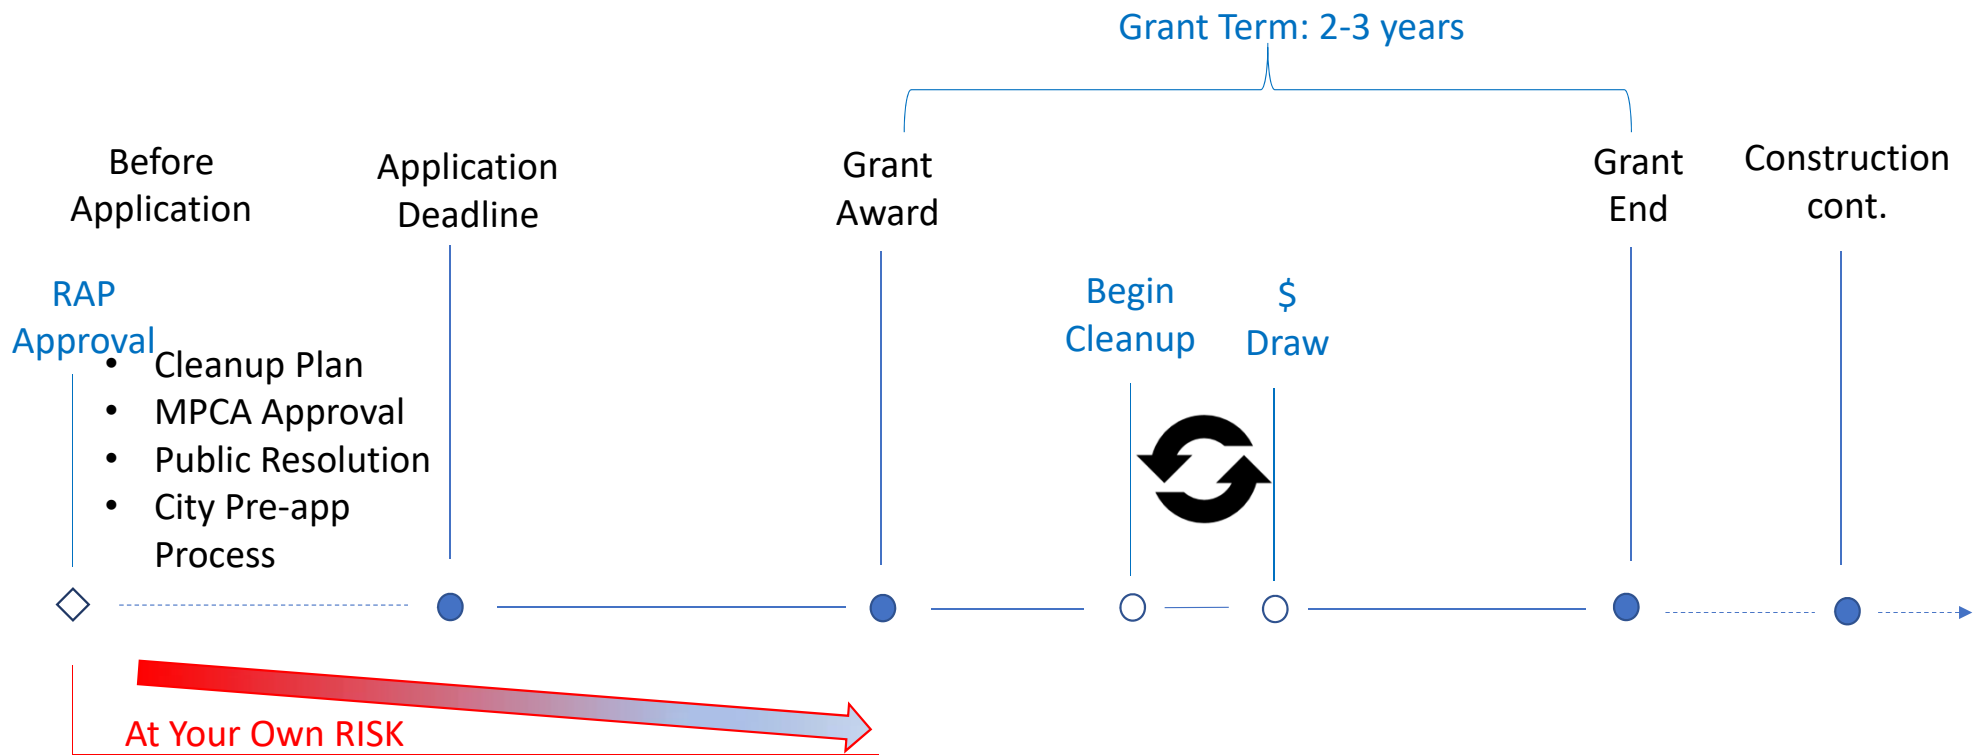 Grant Term: 2-3 years
Before
Application
Application
Deadline
Grant
Award
Grant
End
Construction
cont.
RAP
Approval
• Cleanup Plan
• MPCA Approval
• Public Resolution
• City Pre-app
Process
Begin
Cleanup
$
Draw
At Your Own RISK